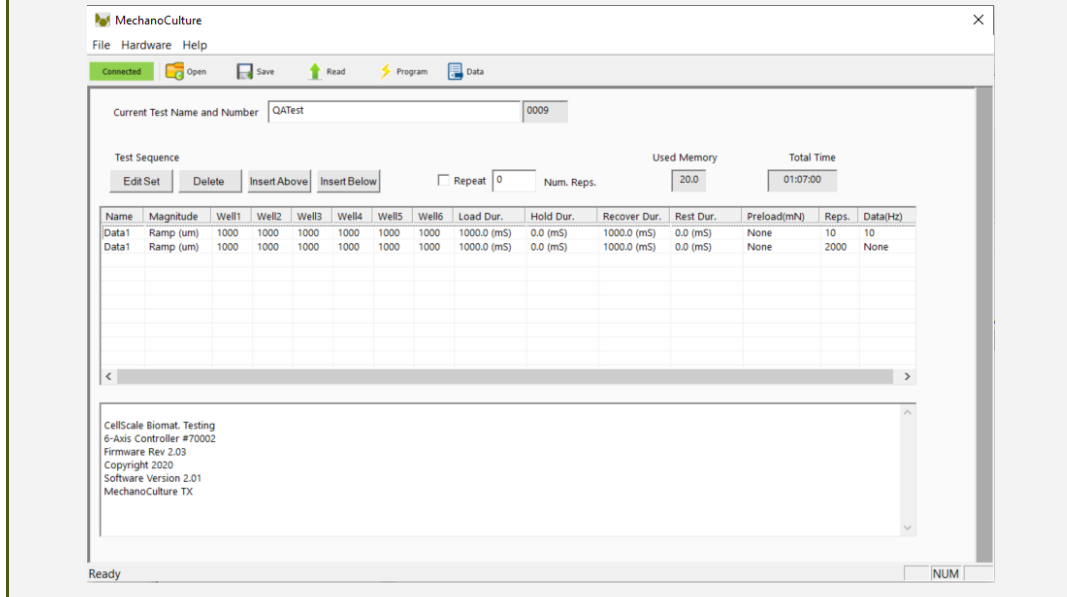 MechanoCulture
File Hardware Help
Connected Open Save Read Program Data
Current Test Name and Number QATest 0009
Test Sequence Used Memory Total Time
Edit Set Delete Insert Above Insert Below Repeat 0 Num. Reps. 20.0 01:07:00
Name Magnitude Well1 Well2 Well3 Well4 Well5 Well6 Load Dur. Hold Dur. Recover Dur. Rest Dur. Preload(mN) Reps. Data(Hz)
Data1 Ramp (um) 1000 1000 1000 1000 1000 1000 1000.0 (mS) 0.0 (mS) 1000.0 (mS) 0.0 (mS) None 10 10
Data1 Ramp (um) 1000 1000 1000 1000 1000 1000 1000.0 (mS) 0.0 (mS) 1000.0 (mS) 0.0 (mS) None 2000 None
CellScale Biomat. Testing
6-Axis Controller #70002
Firmware Rev 2.03
Copyright 2020
Software Version 2.01
MechanoCulture TX
Ready NUM